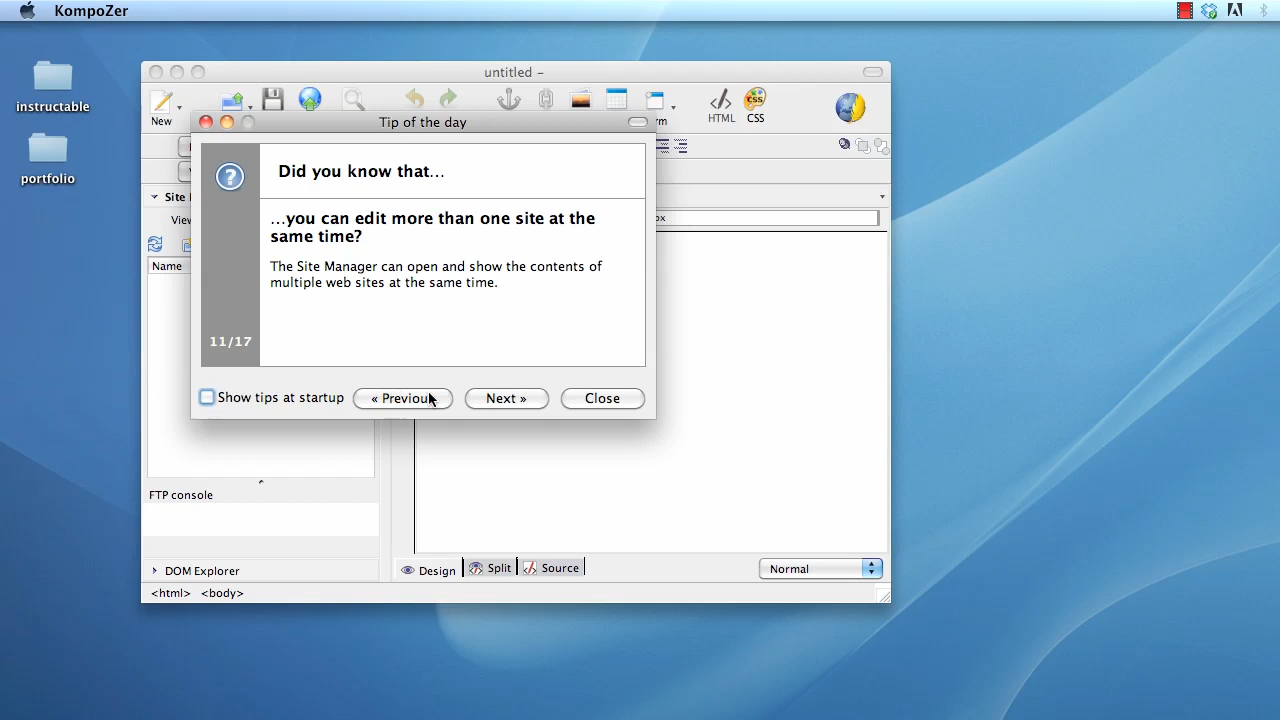 KompoZer
instructable
portfolio
untitled –
New
HTML
CSS
Tip of the day
Did you know that...
...you can edit more than one site at the
same time?
The Site Manager can open and show the contents of
multiple web sites at the same time.
11/17
Show tips at startup
« Previous
Next »
Close
Name
FTP console
DOM Explorer
Design
Split
Source
Normal
<html> <body>